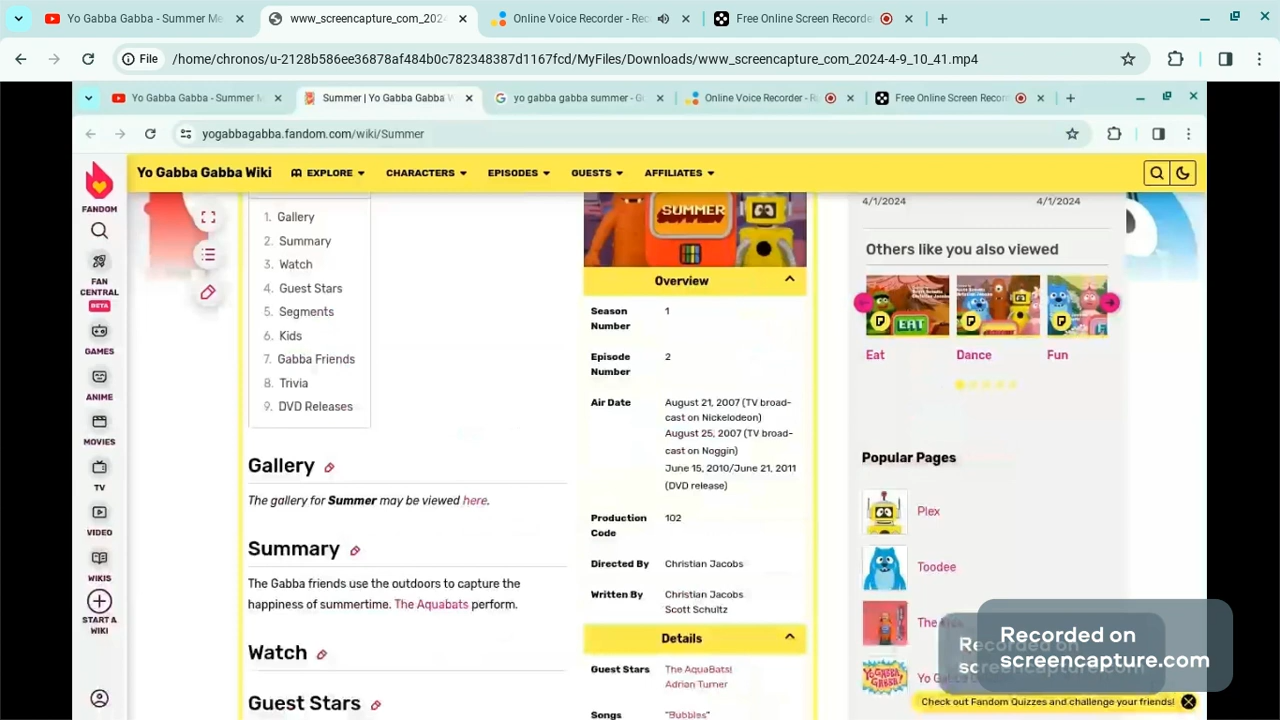 Yo Gabba Gabba - Summer Me
www_screencapture_com_202
Online Voice Recorder - Rec
Free Online Screen Recorde
File
/home/chronos/u-2128b586ee36878af484b0c782348387d1167fcd/MyFiles/Downloads/www_screencapture_com_2024-4-9_10_41.mp4
Yo Gabba Gabba - Summer M
Summer | Yo Gabba Gabba W
yo gabba gabba summer - G
Online Voice Recorder - R
Free Online Screen Recor
yogabbagabba.fandom.com/wiki/Summer
Yo Gabba Gabba Wiki
EXPLORE
CHARACTERS
EPISODES
GUESTS
AFFILIATES
FANDOM
FAN
CENTRAL
BETA
GAMES
ANIME
MOVIES
TV
VIDEO
WIKIS
START A
WIKI
1. Gallery
2. Summary
3. Watch
4. Guest Stars
5. Segments
6. Kids
7. Gabba Friends
8. Trivia
9. DVD Releases
Gallery
The gallery for Summer may be viewed here.
Summary
The Gabba friends use the outdoors to capture the
happiness of summertime. The Aquabats perform.
Watch
Guest Stars
SUMMER
Overview
Season
Number
1
Episode
Number
2
Air Date
August 21, 2007 (TV broad-
cast on Nickelodeon)
August 25, 2007 (TV broad-
cast on Noggin)
June 15, 2010/June 21, 2011
(DVD release)
Production
Code
102
Directed By
Christian Jacobs
Written By
Christian Jacobs
Scott Schultz
Details
Guest Stars
The AquaBats!
Adrian Turner
Songs
"Bubbles"
4/1/2024
4/1/2024
Others like you also viewed
EAT
Eat
Dance
Fun
Popular Pages
Plex
Toodee
The
Yo G
Recorded on
Recorded on
screencapture.com
Check out Fandom Quizzes and challenge your friends!